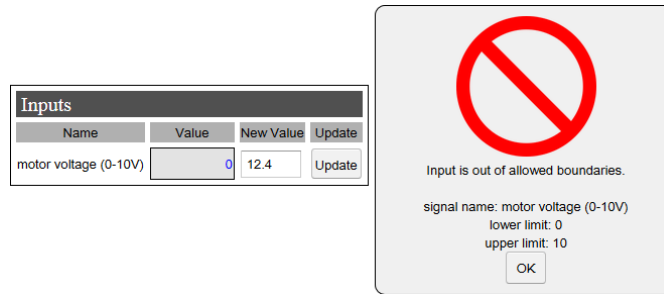 Inputs
Name Value New Value Update
motor voltage (0-10V) 0 12.4 Update
Input is out of allowed boundaries.
signal name: motor voltage (0-10V)
lower limit: 0
upper limit: 10
OK